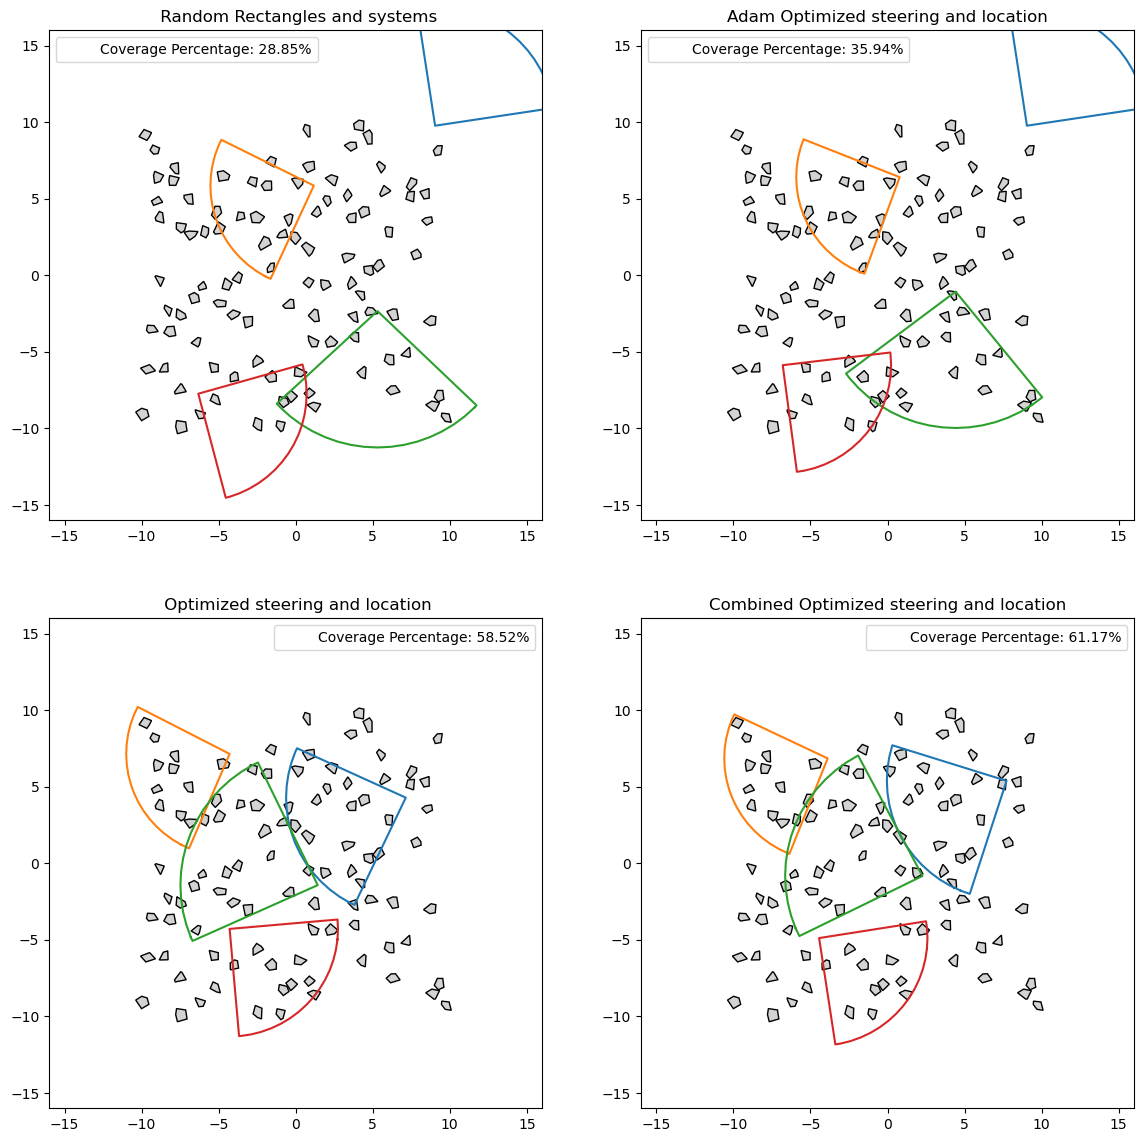 Random Rectangles and systems
Coverage Percentage: 28.85%
15
10
5
0
−5
−10
−15
−15 −10 −5 0 5 10 15
Adam Optimized steering and location
Coverage Percentage: 35.94%
15
10
5
0
−5
−10
−15
−15 −10 −5 0 5 10 15
Optimized steering and location
Coverage Percentage: 58.52%
15
10
5
0
−5
−10
−15
−15 −10 −5 0 5 10 15
Combined Optimized steering and location
Coverage Percentage: 61.17%
15
10
5
0
−5
−10
−15
−15 −10 −5 0 5 10 15